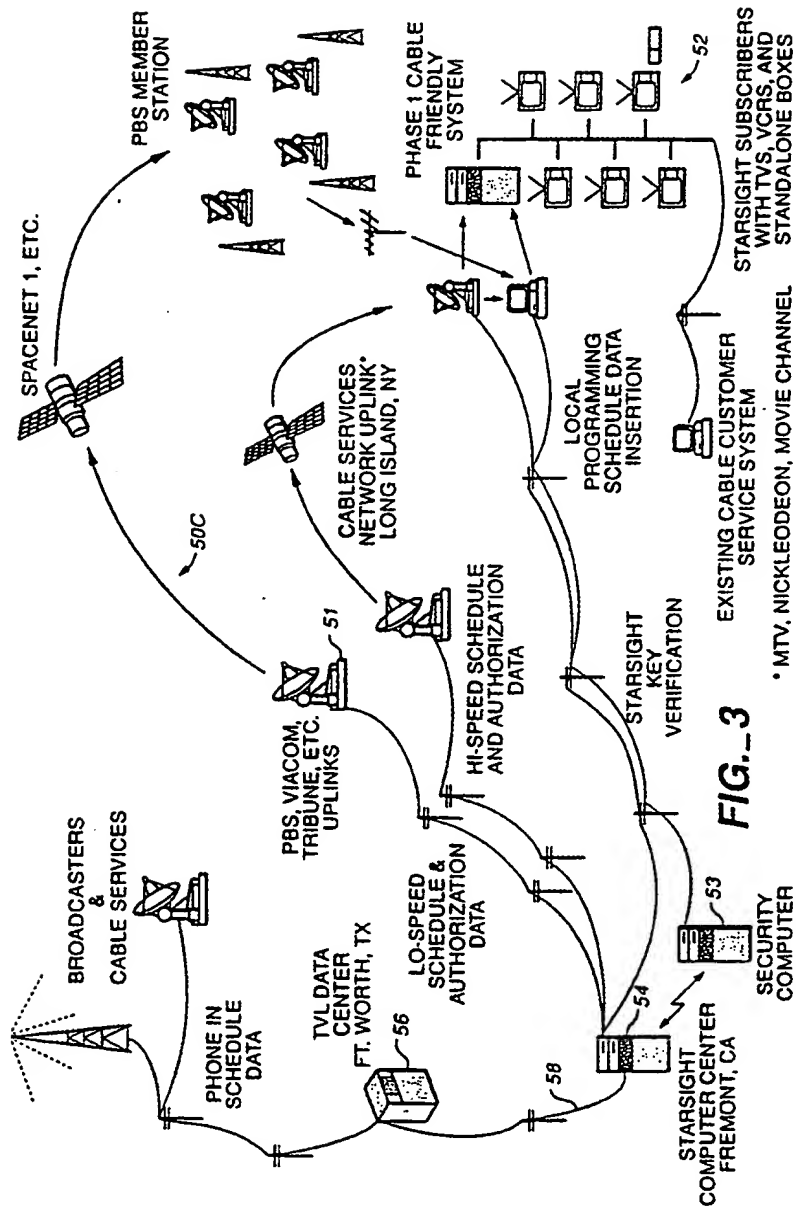 BROADCASTERS
&
CABLE SERVICES
PHONE IN
SCHEDULE
DATA
TVL DATA
CENTER
FT. WORTH, TX
56
58
STARSIGHT
COMPUTER CENTER
FREMONT, CA
54
53
SECURITY
COMPUTER
LO-SPEED
SCHEDULE &
AUTHORIZATION
DATA
PBS, VIACOM,
TRIBUNE, ETC.
UPLINKS
51
50C
HI-SPEED SCHEDULE
AND AUTHORIZATION
DATA
STARSIGHT
KEY
VERIFICATION
SPACENET 1, ETC.
CABLE SERVICES
NETWORK UPLINK*
LONG ISLAND, NY
LOCAL
PROGRAMMING
SCHEDULE DATA
INSERTION
PBS MEMBER
STATION
PHASE 1 CABLE
FRIENDLY
SYSTEM
52
EXISTING CABLE CUSTOMER
SERVICE SYSTEM
STARSIGHT SUBSCRIBERS
WITH TVS, VCRS, AND
STANDALONE BOXES
* MTV, NICKLEODEON, MOVIE CHANNEL
FIG._3